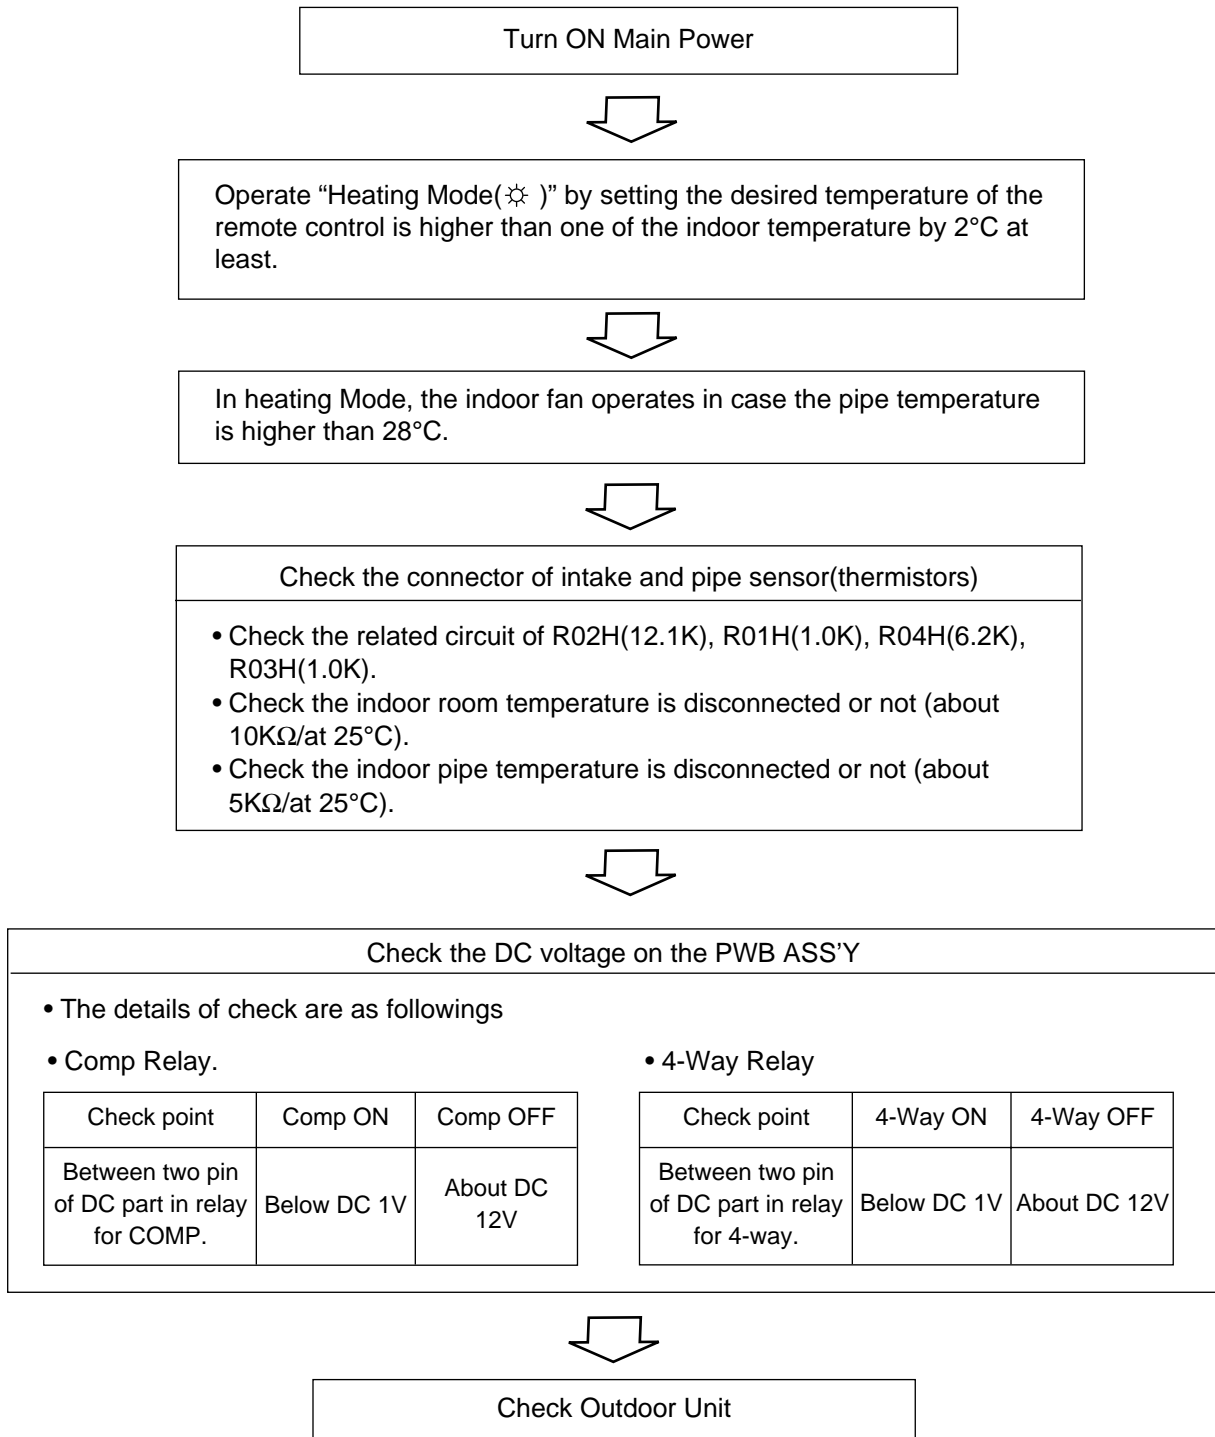 Turn ON Main Power
Operate “Heating Mode(☼ )” by setting the desired temperature of the
remote control is higher than one of the indoor temperature by 2°C at
least.
In heating Mode, the indoor fan operates in case the pipe temperature
is higher than 28°C.
Check the connector of intake and pipe sensor(thermistors)
• Check the related circuit of R02H(12.1K), R01H(1.0K), R04H(6.2K),
R03H(1.0K).
• Check the indoor room temperature is disconnected or not (about
10KΩ/at 25°C).
• Check the indoor pipe temperature is disconnected or not (about
5KΩ/at 25°C).
Check the DC voltage on the PWB ASS’Y
• The details of check are as followings
• Comp Relay.
Check point
Comp ON
Comp OFF
Between two pin
of DC part in relay
for COMP.
Below DC 1V
About DC
12V
• 4-Way Relay
Check point
4-Way ON
4-Way OFF
Between two pin
of DC part in relay
for 4-way.
Below DC 1V
About DC 12V
Check Outdoor Unit